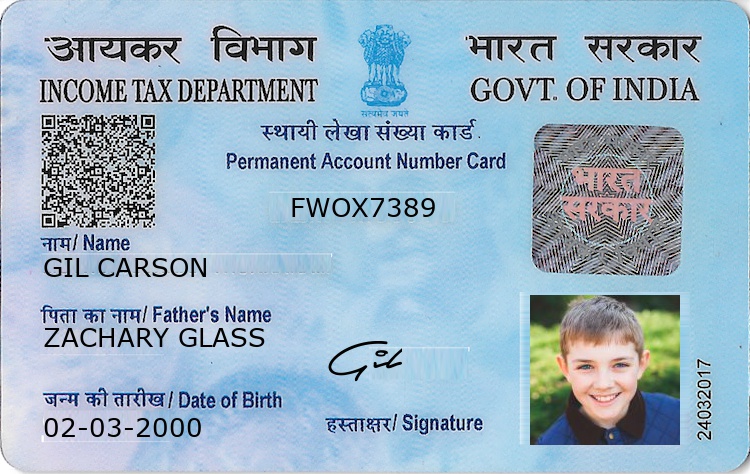 आयकर विभाग
INCOME TAX DEPARTMENT
सत्यमेव जयते
भारत सरकार
GOVT. OF INDIA
स्थायी लेखा संख्या कार्ड
Permanent Account Number Card
FWOX7389
भारत
सरकार
नाम/ Name
GIL CARSON
पिता का नाम/ Father's Name
ZACHARY GLASS
जन्म की तारीख / Date of Birth
02-03-2000
Gil
हस्ताक्षर/ Signature
24032017